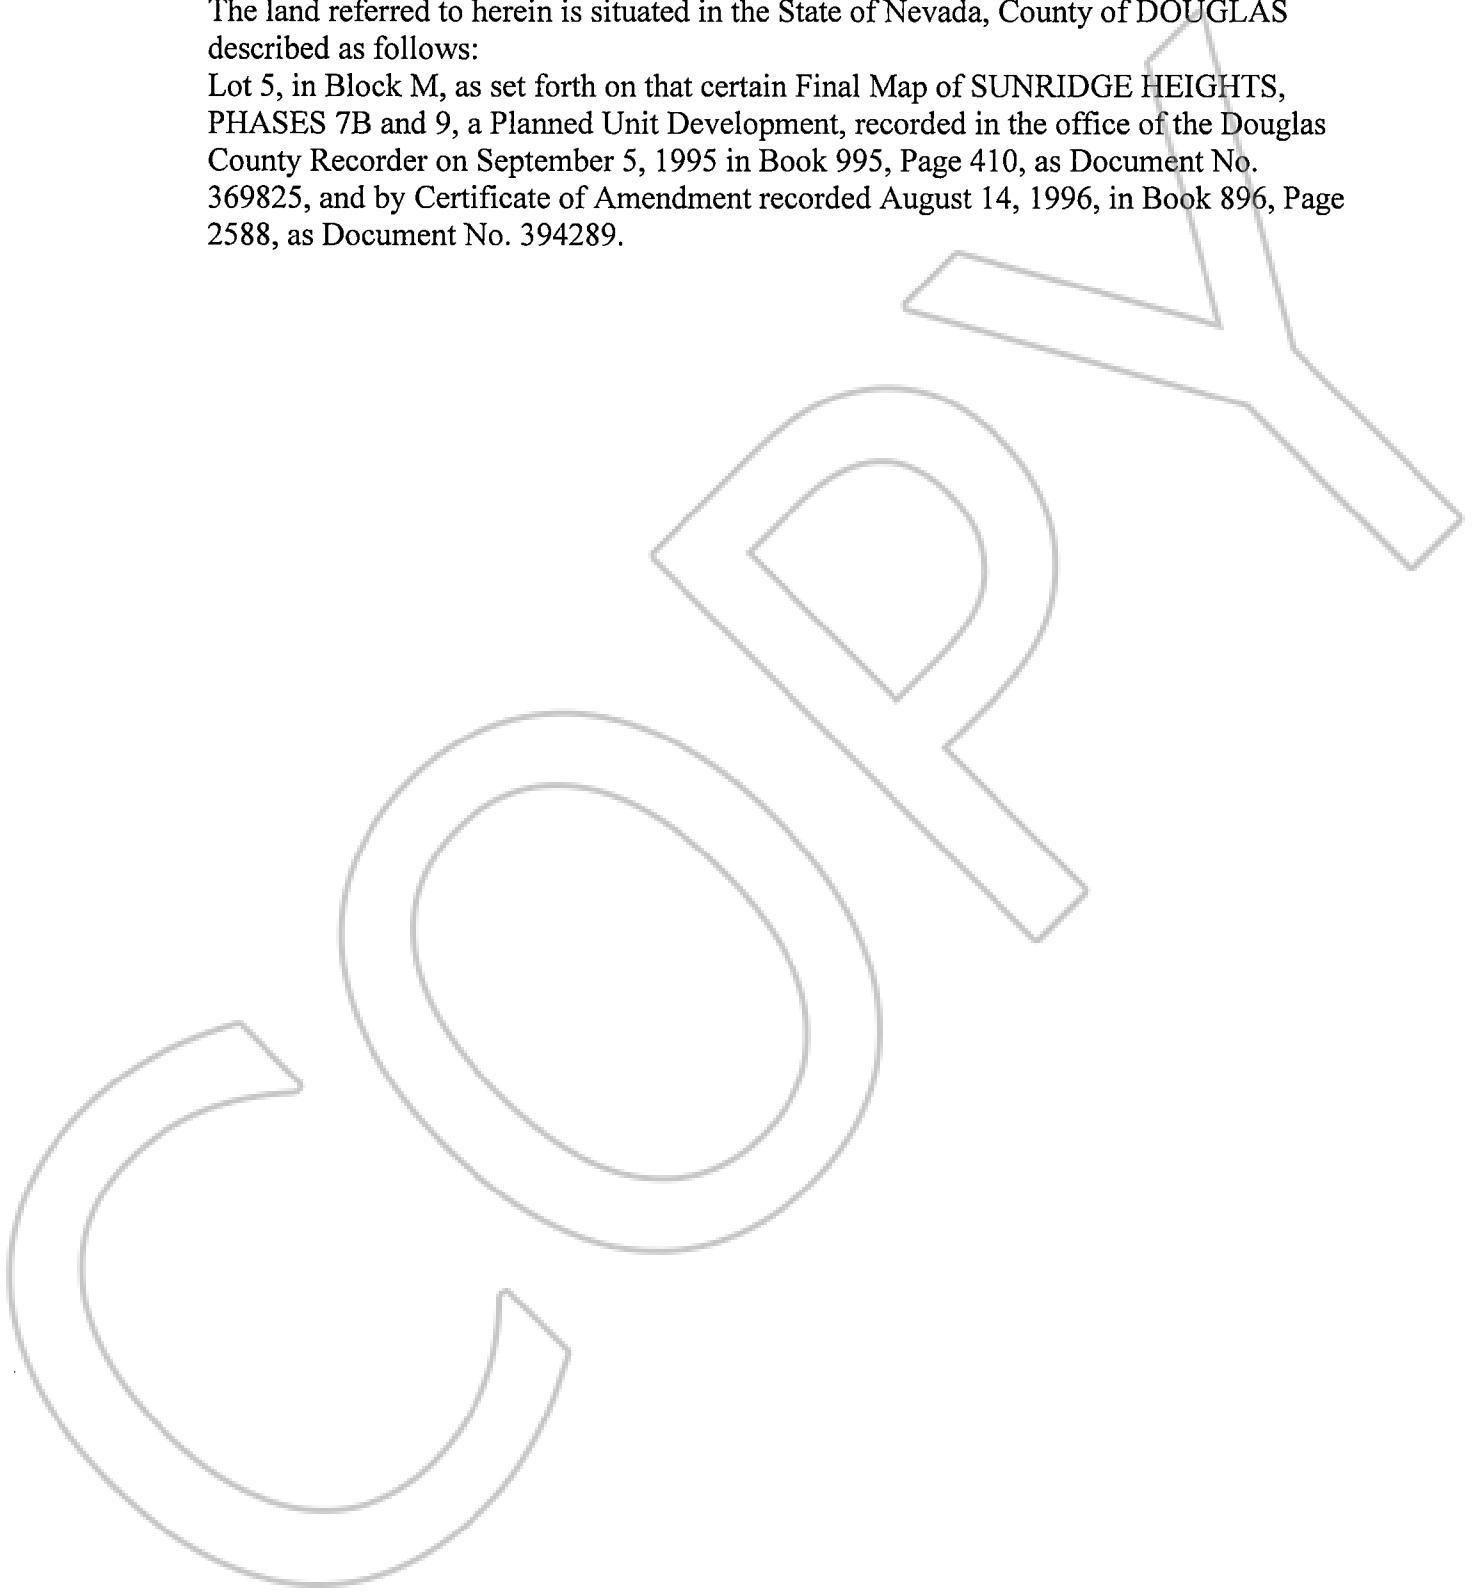 The land referred to herein is situated in the State of Nevada, County of DOUGLAS
described as follows:
Lot 5, in Block M, as set forth on that certain Final Map of SUNRIDGE HEIGHTS,
PHASES 7B and 9, a Planned Unit Development, recorded in the office of the Douglas
County Recorder on September 5, 1995 in Book 995, Page 410, as Document No.
369825, and by Certificate of Amendment recorded August 14, 1996, in Book 896, Page
2588, as Document No. 394289.
COPY